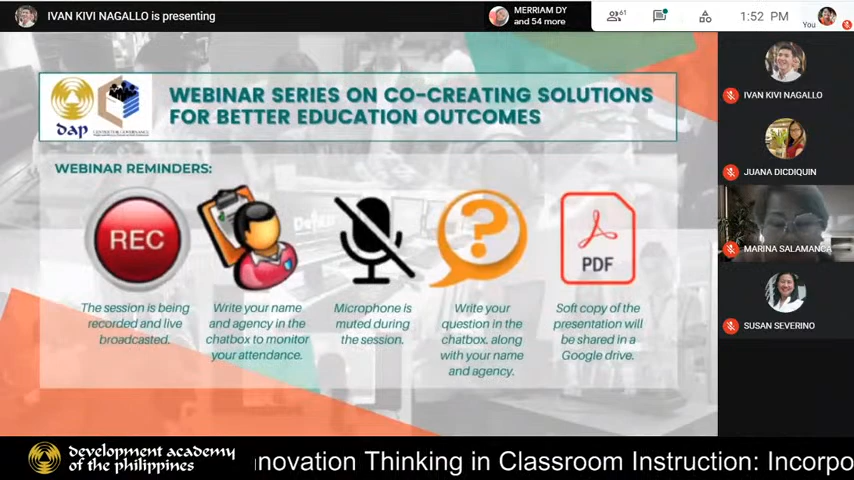 IVAN KIVI NAGALLO is presenting
MERRIAM DY
and 54 more
61
1:52 PM
You
dap
WEBINAR SERIES ON CO-CREATING SOLUTIONS
FOR BETTER EDUCATION OUTCOMES
WEBINAR REMINDERS:
REC
The session is being
recorded and live
broadcasted.
Write your name
and agency in the
chatbox to monitor
your attendance.
Microphone is
muted during
the session.
?
Write your
question in the
chatbox, along
with your name
and agency.
PDF
Soft copy of the
presentation will
be shared in a
Google drive.
IVAN KIVI NAGALLO
JUANA DICDIQUIN
MARINA SALAMANCA
SUSAN SEVERINO
development academy
of the philippines
nnovation Thinking in Classroom Instruction: Incorpo